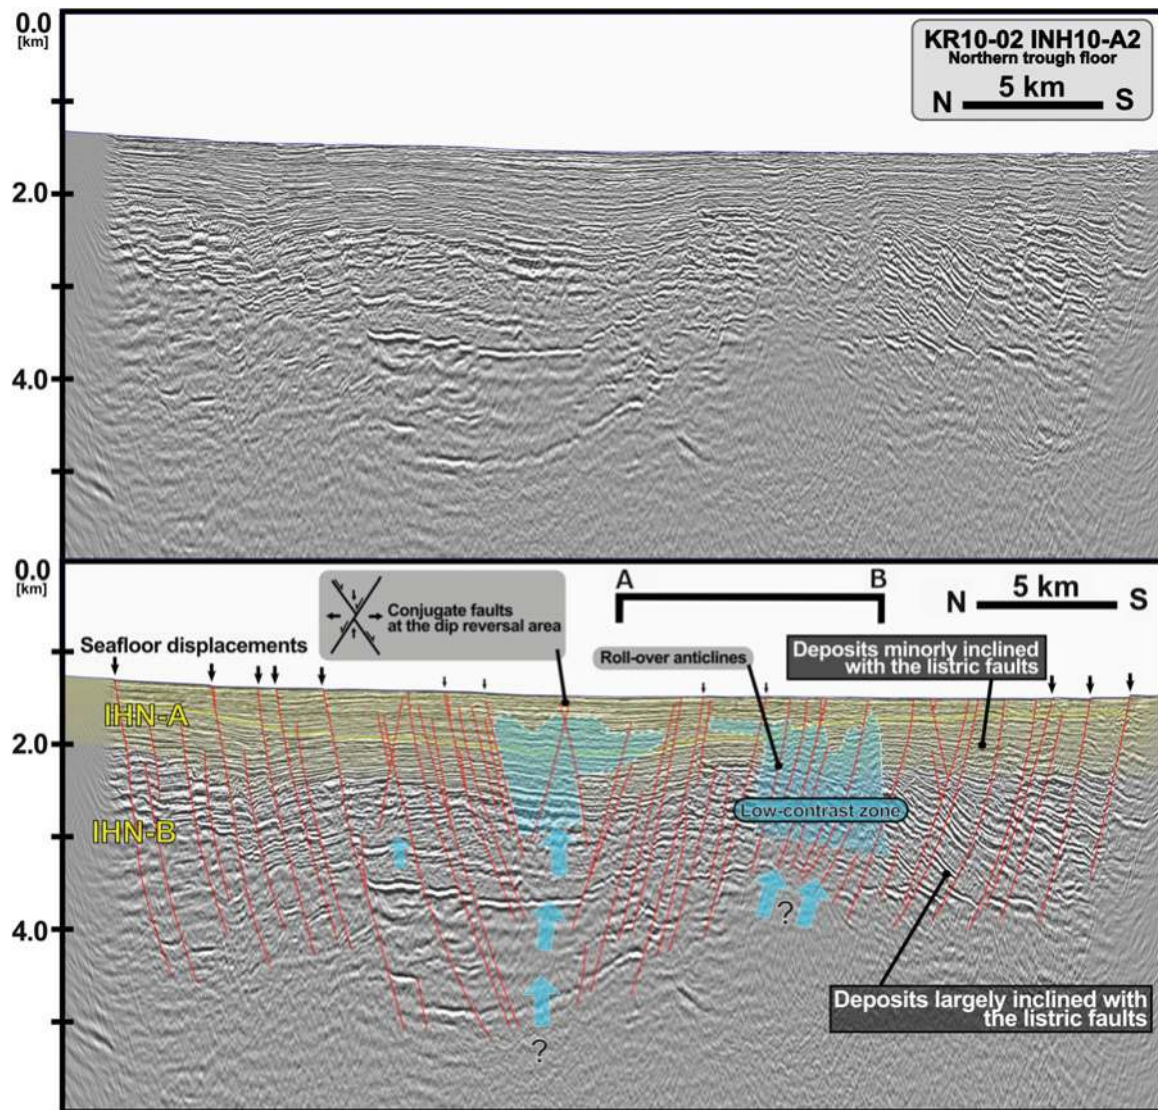 0.0
[km]
2.0
4.0
KR10-02 INH10-A2
Northern trough floor
5 km
N S
0.0
[km]
2.0
4.0
Conjugate faults
at the dip reversal area
A B
5 km
N S
Seafloor displacements
Roll-over anticlines
Deposits minorly inclined
with the listric faults
IHN-A
IHN-B
Low-contrast zone
?
?
Deposits largely inclined with
the listric faults